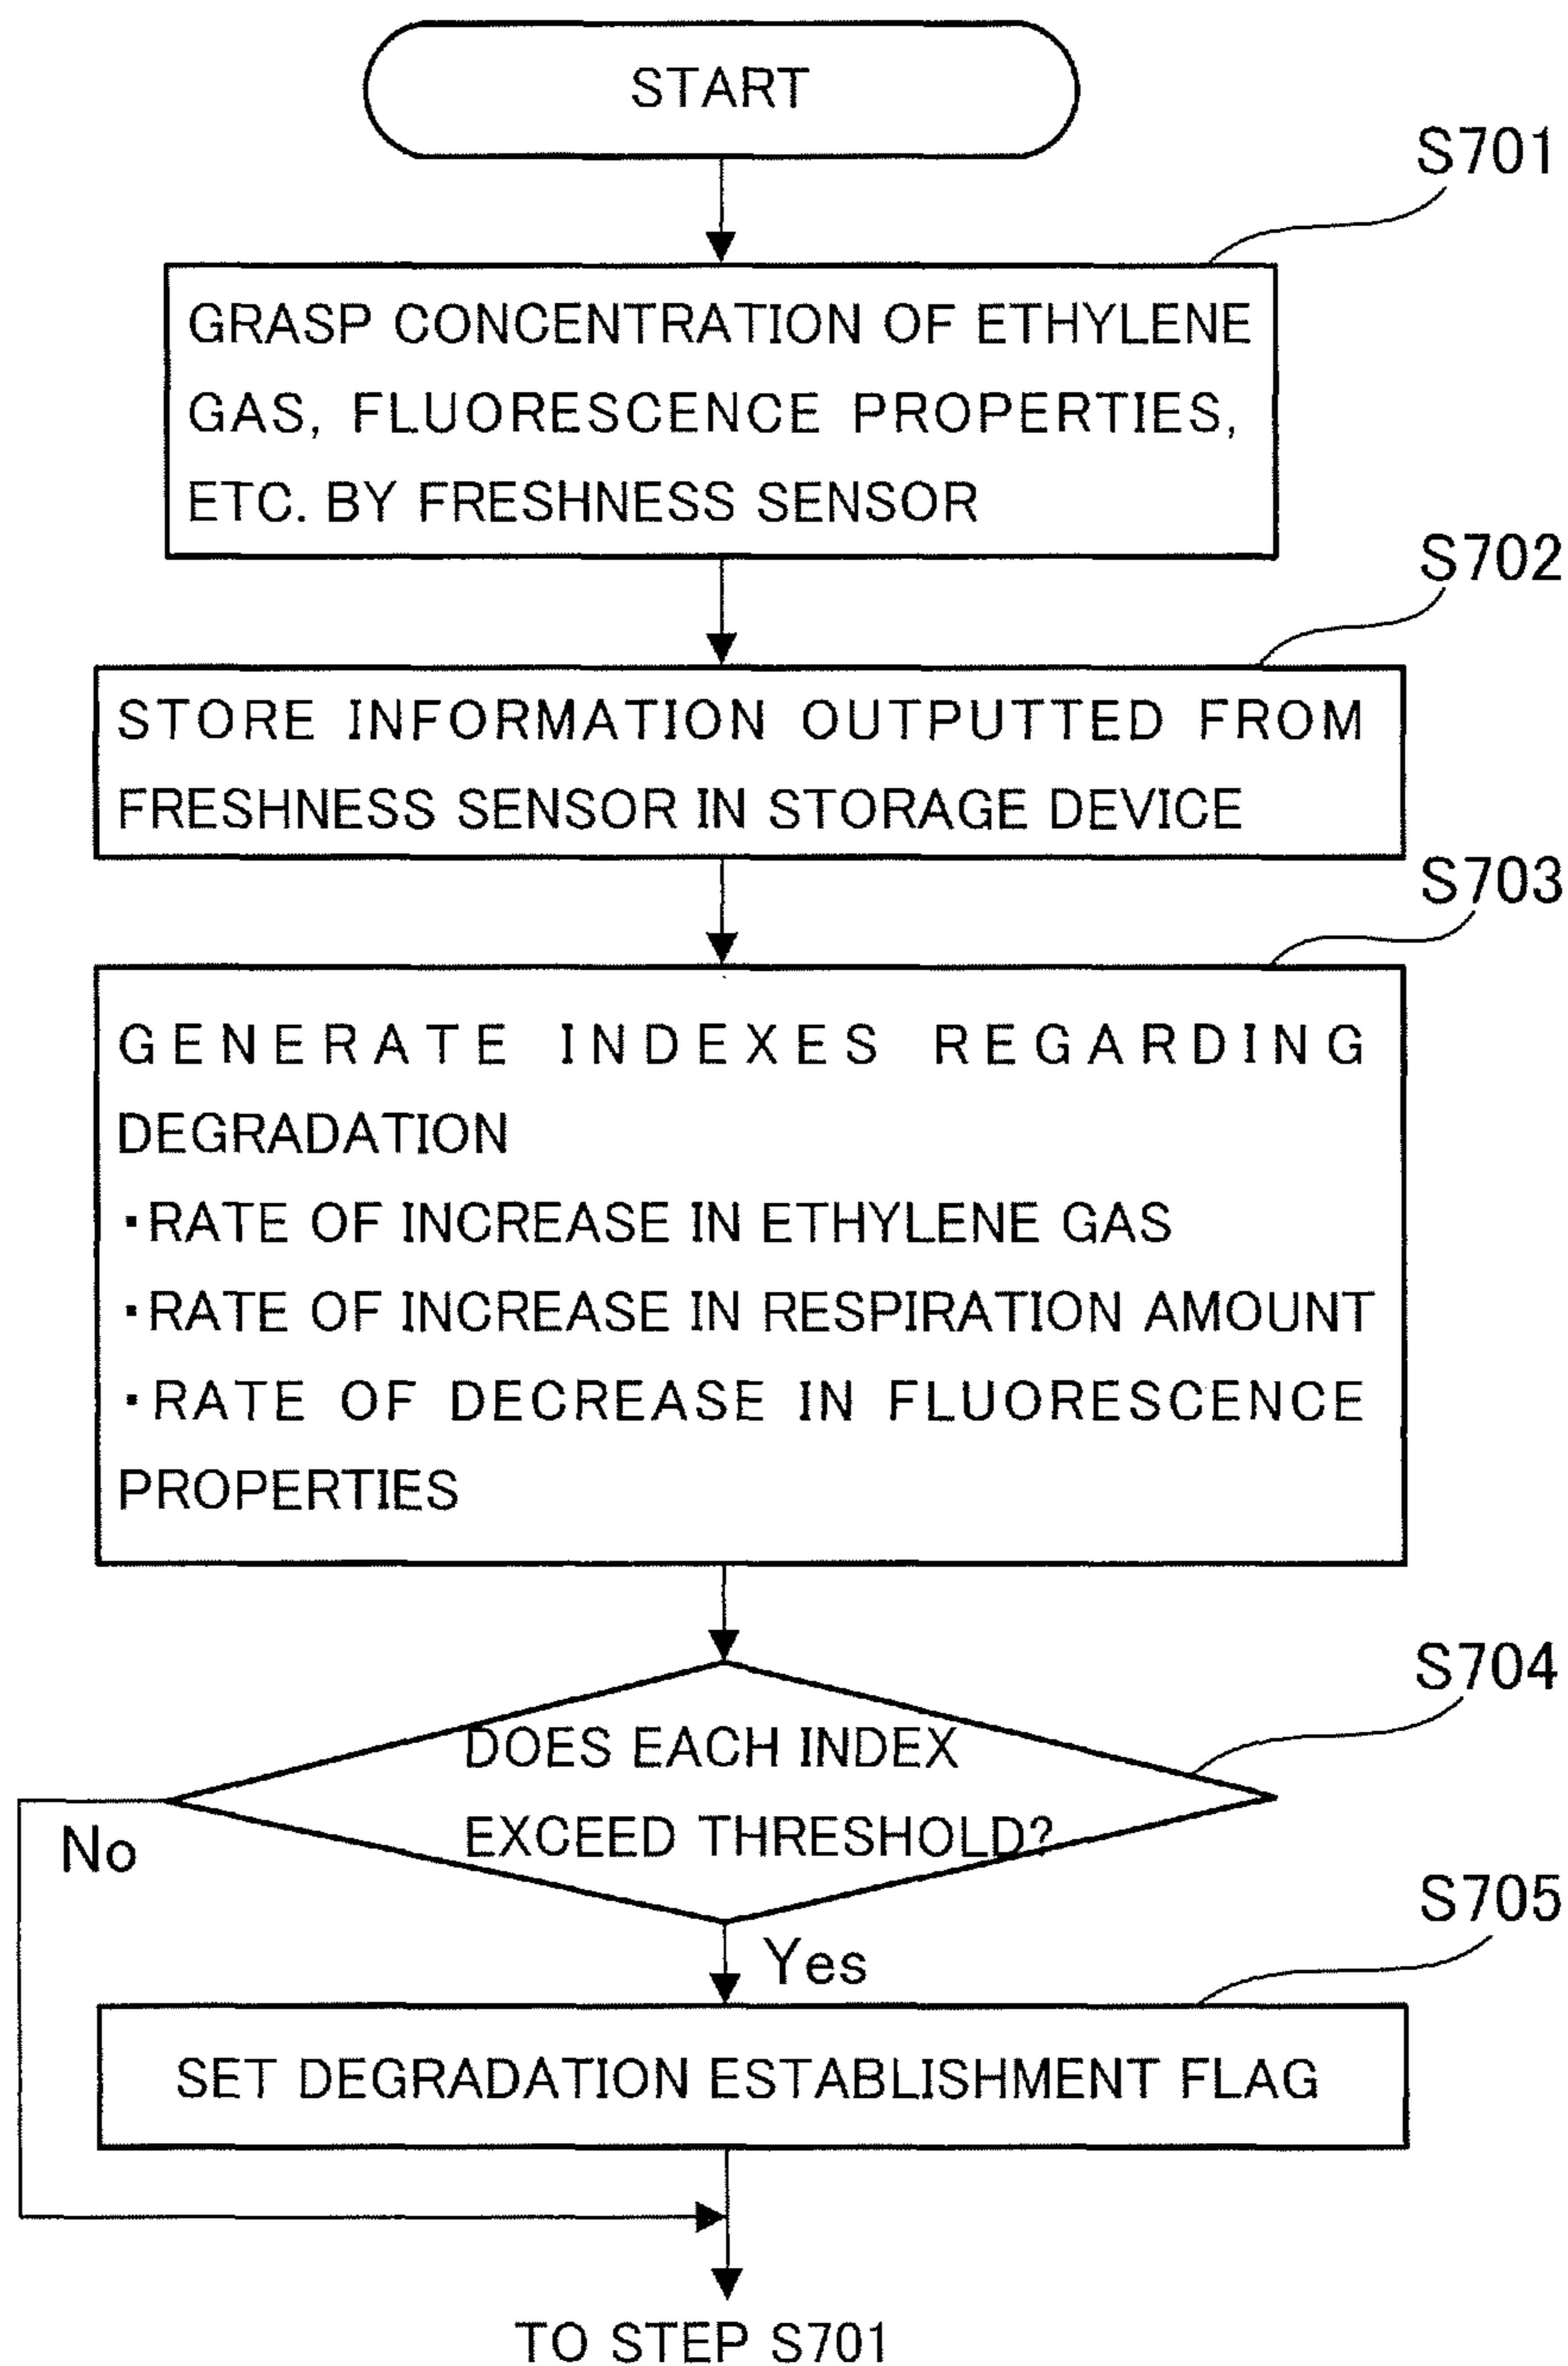 START
S701
GRASP CONCENTRATION OF ETHYLENE
GAS, FLUORESCENCE PROPERTIES,
ETC. BY FRESHNESS SENSOR
S702
STORE INFORMATION OUTPUTTED FROM
FRESHNESS SENSOR IN STORAGE DEVICE
S703
GENERATE INDEXES REGARDING
DEGRADATION
・RATE OF INCREASE IN ETHYLENE GAS
・RATE OF INCREASE IN RESPIRATION AMOUNT
・RATE OF DECREASE IN FLUORESCENCE
PROPERTIES
S704
DOES EACH INDEX
EXCEED THRESHOLD?
No
S705
Yes
SET DEGRADATION ESTABLISHMENT FLAG
TO STEP S701